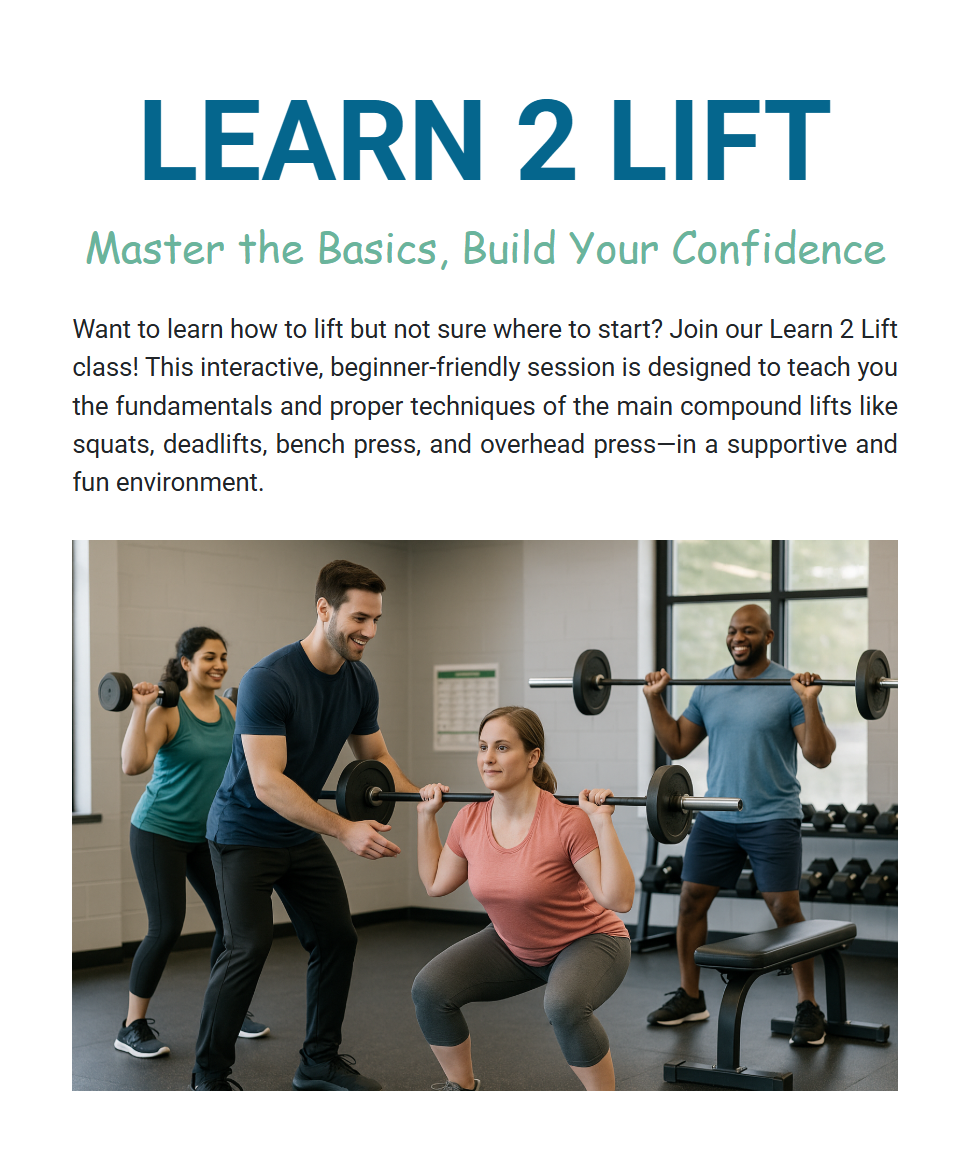 LEARN 2 LIFT
Master the Basics, Build Your Confidence
Want to learn how to lift but not sure where to start? Join our Learn 2 Lift
class! This interactive, beginner-friendly session is designed to teach you
the fundamentals and proper techniques of the main compound lifts like
squats, deadlifts, bench press, and overhead press—in a supportive and
fun environment.